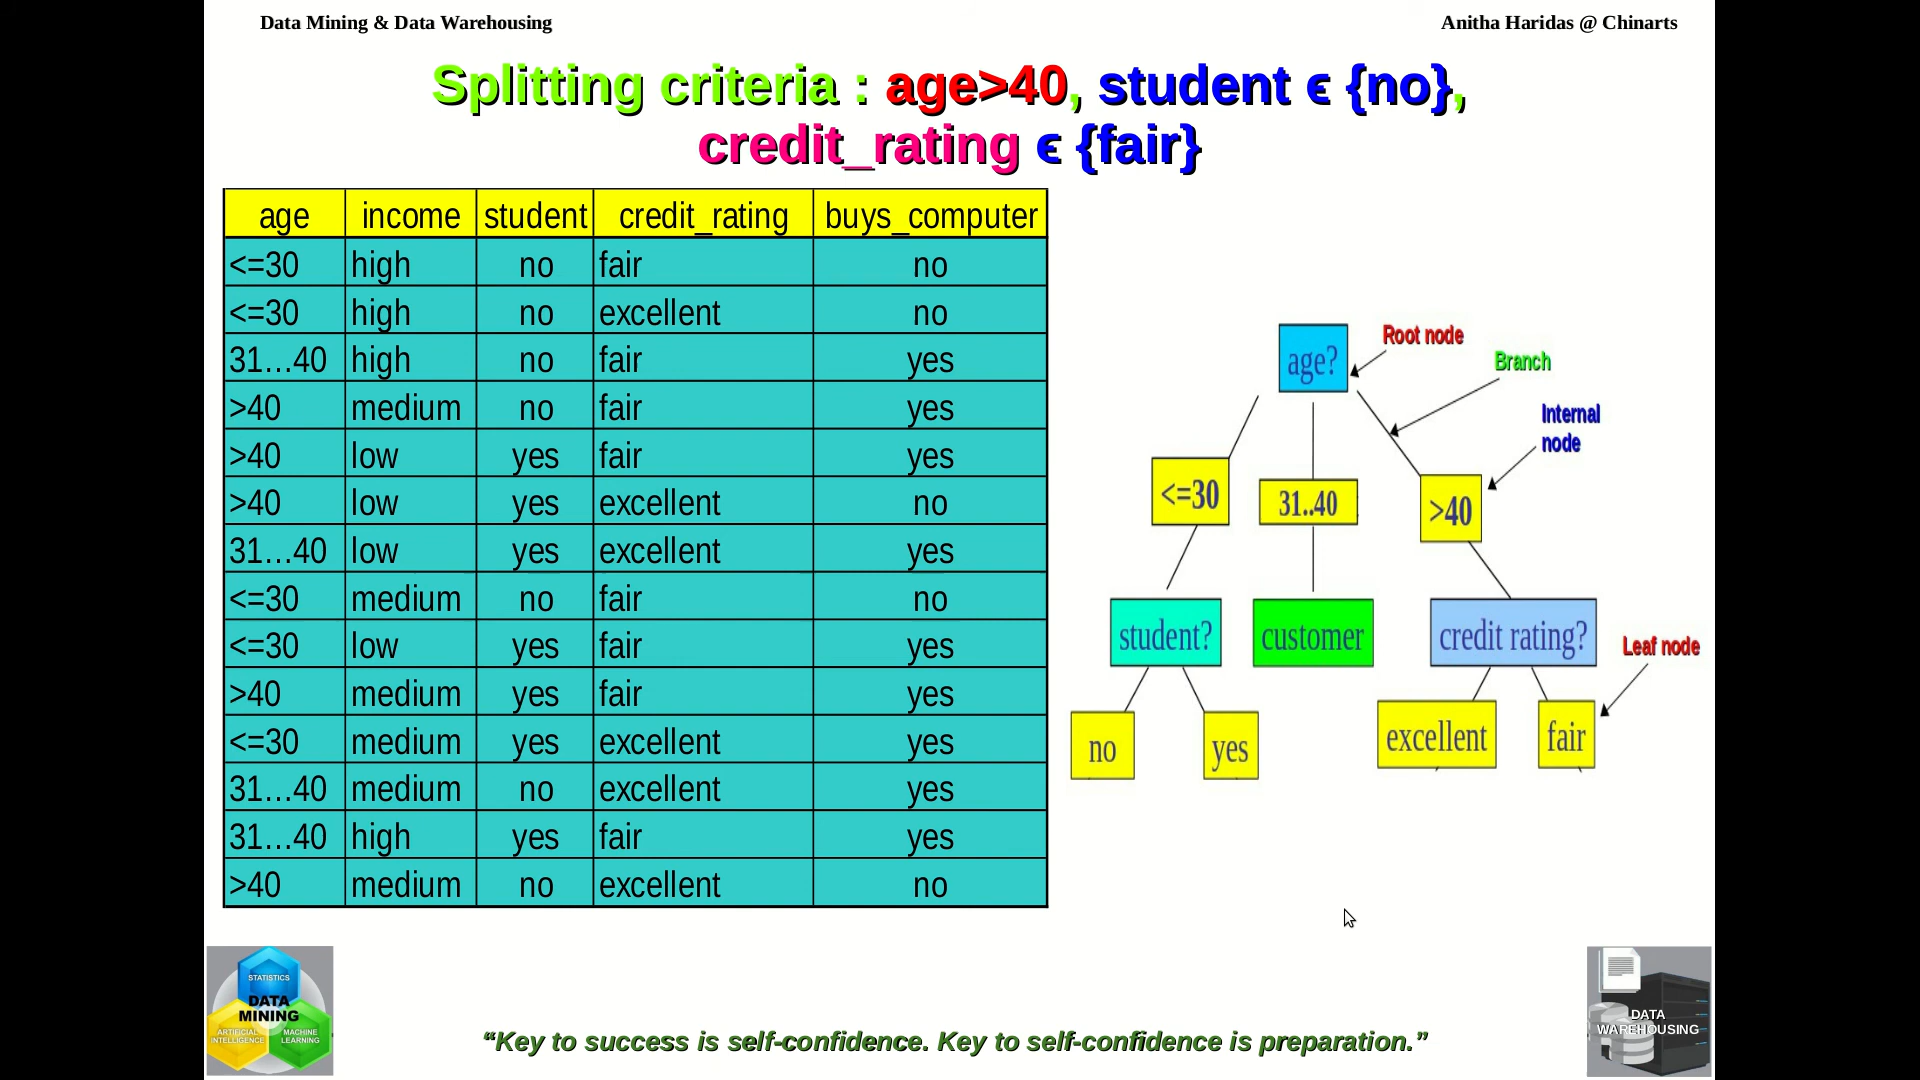 Data Mining & Data Warehousing
Anitha Haridas @ Chinarts
Splitting criteria : age>40, student ϵ {no},
credit_rating ϵ {fair}
age income student credit_rating buys_computer
<=30 high no fair no
<=30 high no excellent no
31…40 high no fair yes
>40 medium no fair yes
>40 low yes fair yes
>40 low yes excellent no
31…40 low yes excellent yes
<=30 medium no fair no
<=30 low yes fair yes
>40 medium yes fair yes
<=30 medium yes excellent yes
31…40 medium no excellent yes
31…40 high yes fair yes
>40 medium no excellent no
age?
Root node
Branch
Internal
node
<=30
31..40
>40
student?
customer
credit rating?
Leaf node
no
yes
excellent
fair
STATISTICS
DATA
MINING
ARTIFICIAL
INTELLIGENCE
MACHINE
LEARNING
“Key to success is self-confidence. Key to self-confidence is preparation.”
DATA
WAREHOUSING